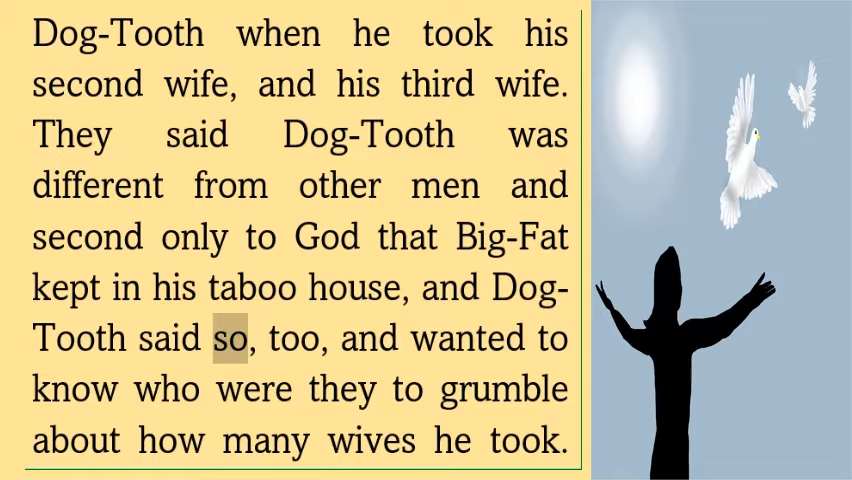 Dog-Tooth when he took his
second wife, and his third wife.
They said Dog-Tooth was
different from other men and
second only to God that Big-Fat
kept in his taboo house, and Dog-
Tooth said so, too, and wanted to
know who were they to grumble
about how many wives he took.